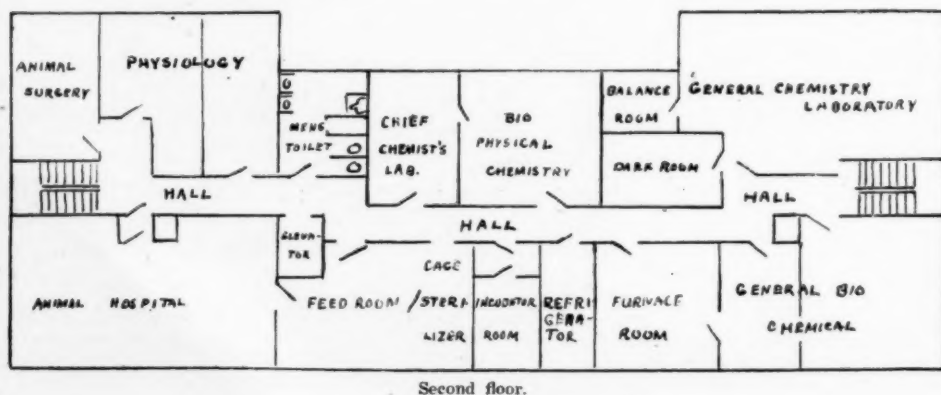 ANIMAL
SURGERY
PHYSIOLOGY
MENS
TOILET
CHIEF
CHEMIST'S
LAB.
BIO
PHYSICAL
CHEMISTRY
BALANCE
ROOM
GENERAL CHEMISTRY
LABORATORY
DARK ROOM
HALL
HALL
HALL
ELEVA-
TOR
ANIMAL HOSPITAL
FEED ROOM
CAGE
STERI-
LIZER
INCUBATOR
ROOM
REFRI
GERA-
TOR
FURNACE
ROOM
GENERAL BIO
CHEMICAL
Second floor.